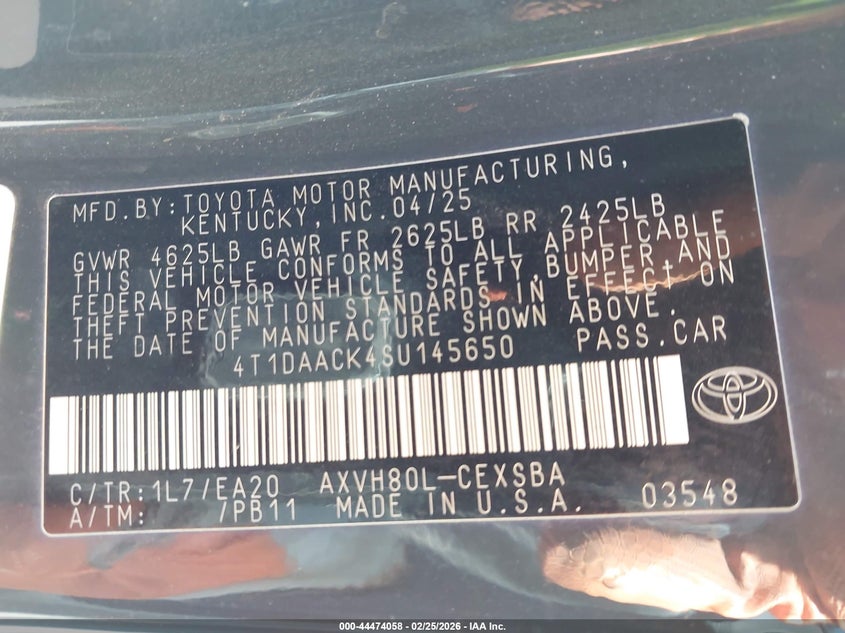 MFD.BY:TOYOTA MOTOR MANUFACTURING,
KENTUCKY,INC.04/25
GVWR 4625LB GAWR FR 2625LB RR 2425LB
THIS VEHICLE CONFORMS TO ALL APPLICABLE
FEDERAL MOTOR VEHICLE SAFETY,BUMPER,AND
THEFT PREVENTION STANDARDS IN EFFECT ON
THE DATE OF MANUFACTURE SHOWN ABOVE.
4T1DAACK4SU145650 PASS.CAR
C/TR:1L7/EA20 AXVH80L-CEXSBA
A/TM: /PB11 MADE IN U.S.A. 03548
000-44474058 - 02/25/2026 - IAA Inc.